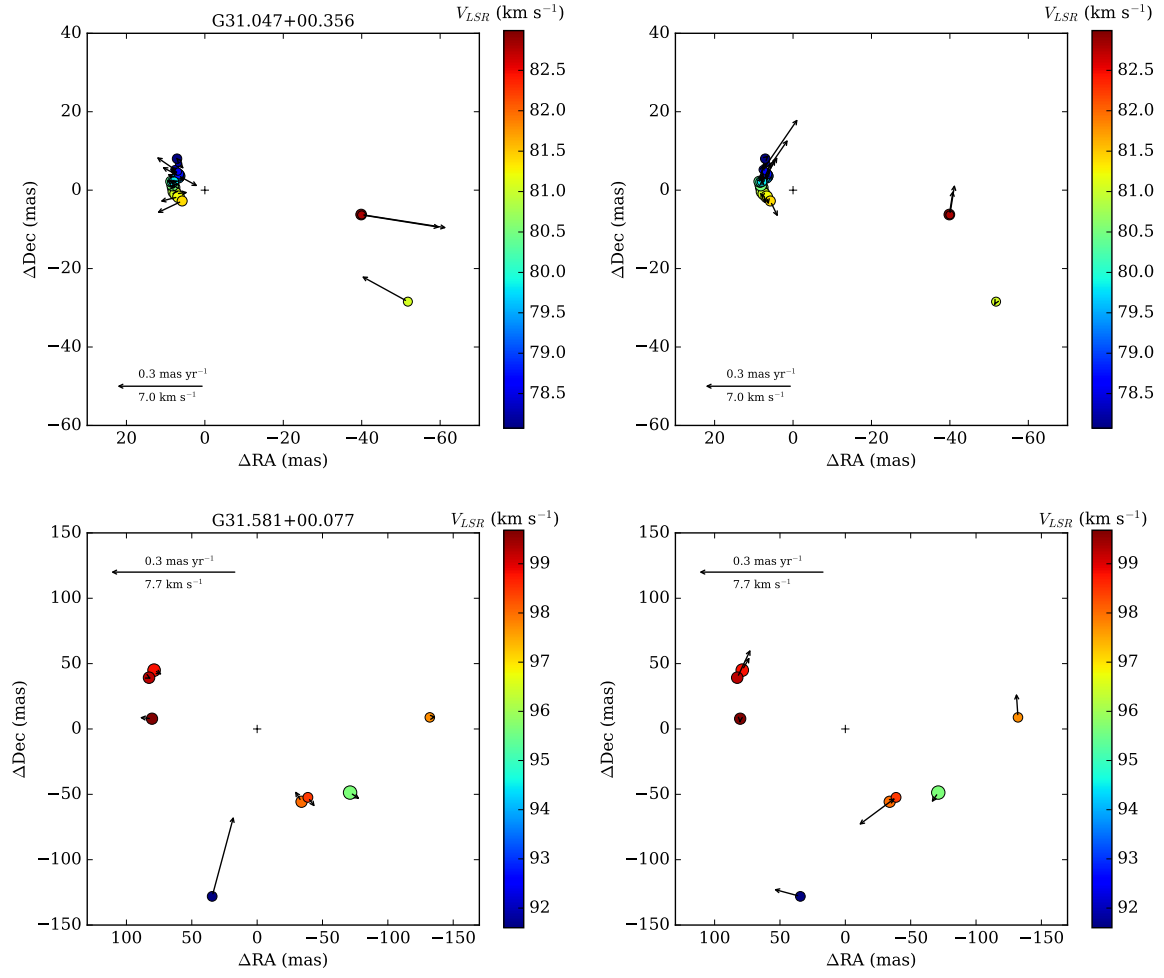 G31.047+00.356
V_LSR (km s⁻¹)
40
20
0
−20
−40
−60
ΔDec (mas)
0.3 mas yr⁻¹
7.0 km s⁻¹
20 0 −20 −40 −60
ΔRA (mas)
82.5
82.0
81.5
81.0
80.5
80.0
79.5
79.0
78.5
V_LSR (km s⁻¹)
40
20
0
−20
−40
−60
ΔDec (mas)
0.3 mas yr⁻¹
7.0 km s⁻¹
20 0 −20 −40 −60
ΔRA (mas)
82.5
82.0
81.5
81.0
80.5
80.0
79.5
79.0
78.5
G31.581+00.077
V_LSR (km s⁻¹)
150
100
50
0
−50
−100
−150
ΔDec (mas)
0.3 mas yr⁻¹
7.7 km s⁻¹
100 50 0 −50 −100 −150
ΔRA (mas)
99
98
97
96
95
94
93
92
V_LSR (km s⁻¹)
150
100
50
0
−50
−100
−150
ΔDec (mas)
0.3 mas yr⁻¹
7.7 km s⁻¹
100 50 0 −50 −100 −150
ΔRA (mas)
99
98
97
96
95
94
93
92